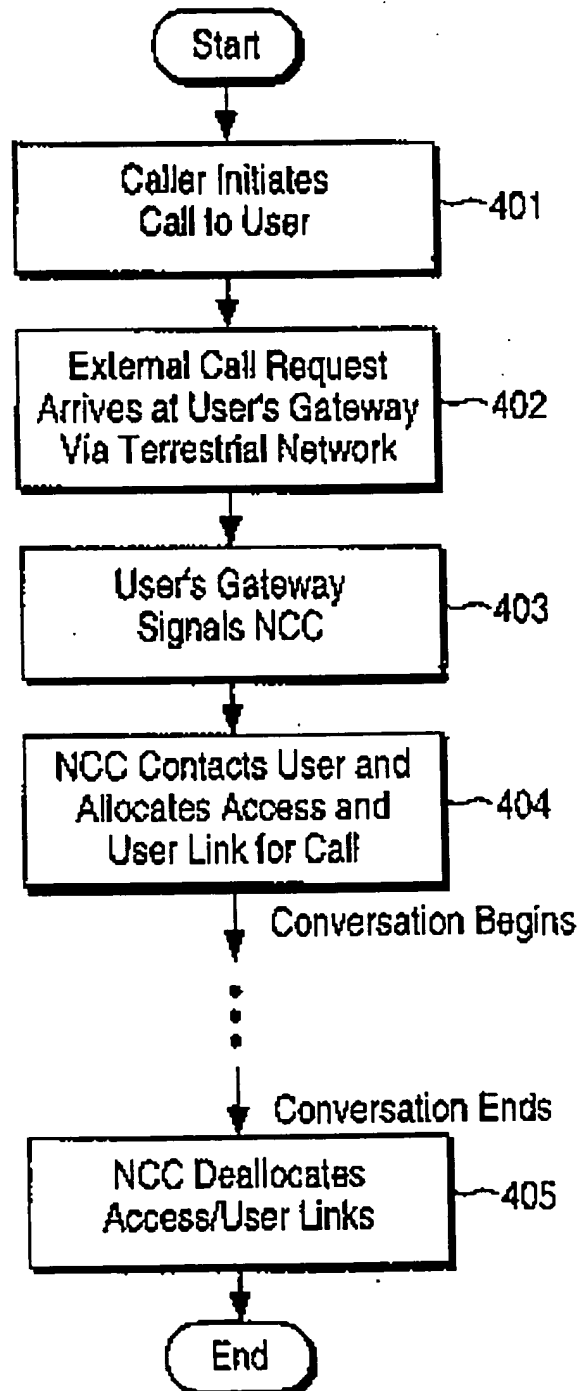 Start
Caller Initiates
Call to User
401
External Call Request
Arrives at User's Gateway
Via Terrestrial Network
402
User's Gateway
Signals NCC
403
NCC Contacts User and
Allocates Access and
User Link for Call
404
Conversation Begins
Conversation Ends
NCC Deallocates
Access/User Links
405
End